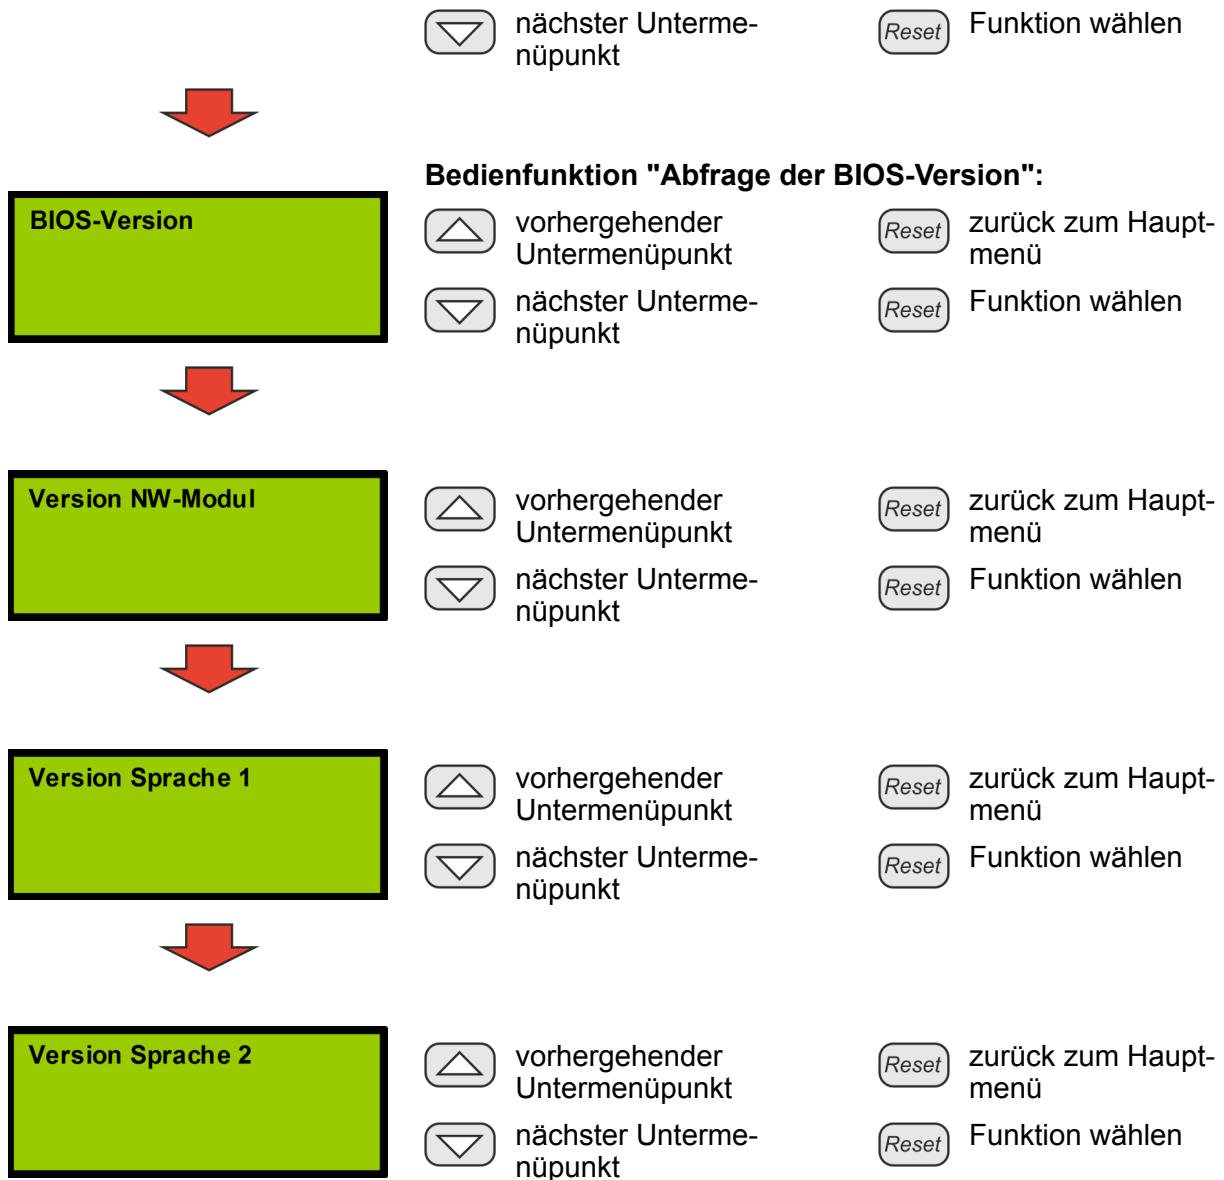 nächster Unterme-
nüpunkt
Reset
Funktion wählen
Bedienfunktion "Abfrage der BIOS-Version":
BIOS-Version
vorhergehender
Untermenüpunkt
Reset
zurück zum Haupt-
menü
nächster Unterme-
nüpunkt
Reset
Funktion wählen
Version NW-Modul
vorhergehender
Untermenüpunkt
Reset
zurück zum Haupt-
menü
nächster Unterme-
nüpunkt
Reset
Funktion wählen
Version Sprache 1
vorhergehender
Untermenüpunkt
Reset
zurück zum Haupt-
menü
nächster Unterme-
nüpunkt
Reset
Funktion wählen
Version Sprache 2
vorhergehender
Untermenüpunkt
Reset
zurück zum Haupt-
menü
nächster Unterme-
nüpunkt
Reset
Funktion wählen